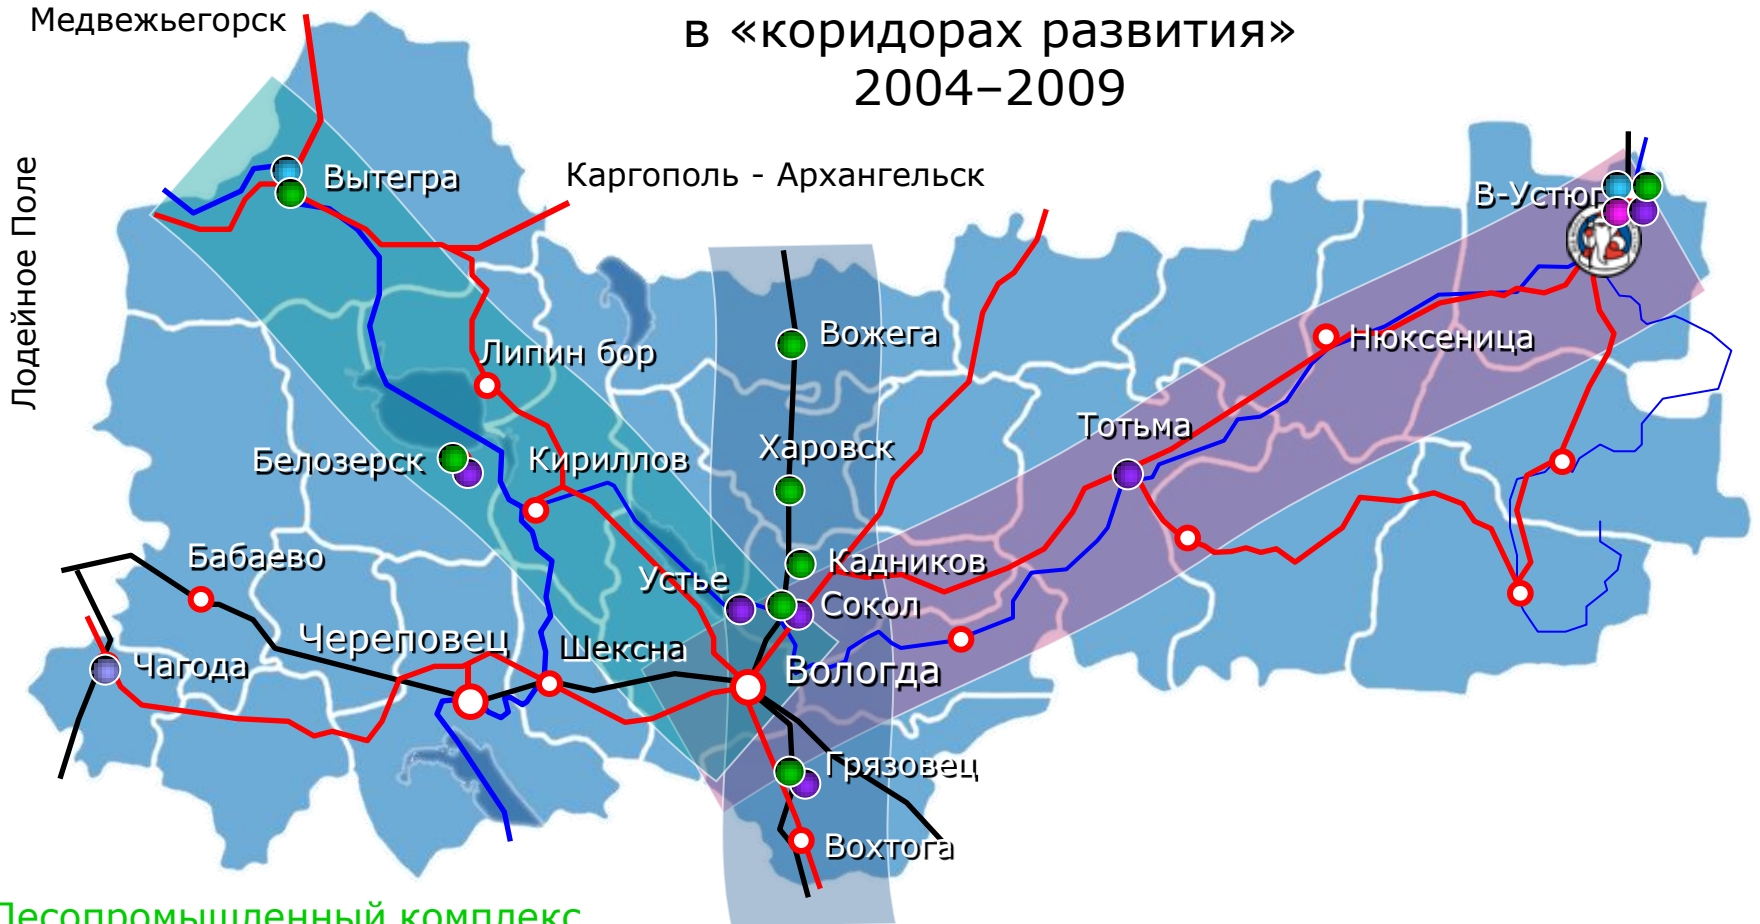 Медвежьегорск
в «коридорах развития»
2004–2009
Лодейное Поле
Вытегра
Каргополь - Архангельск
В-Устюг
Вожега
Нюксеница
Липин бор
Тотьма
Харовск
Белозерск
Кириллов
Бабаево
Кадников
Устье
Сокол
Череповец
Шексна
Чагода
Вологда
Грязовец
Вохтога
Лесопромышленный комплекс